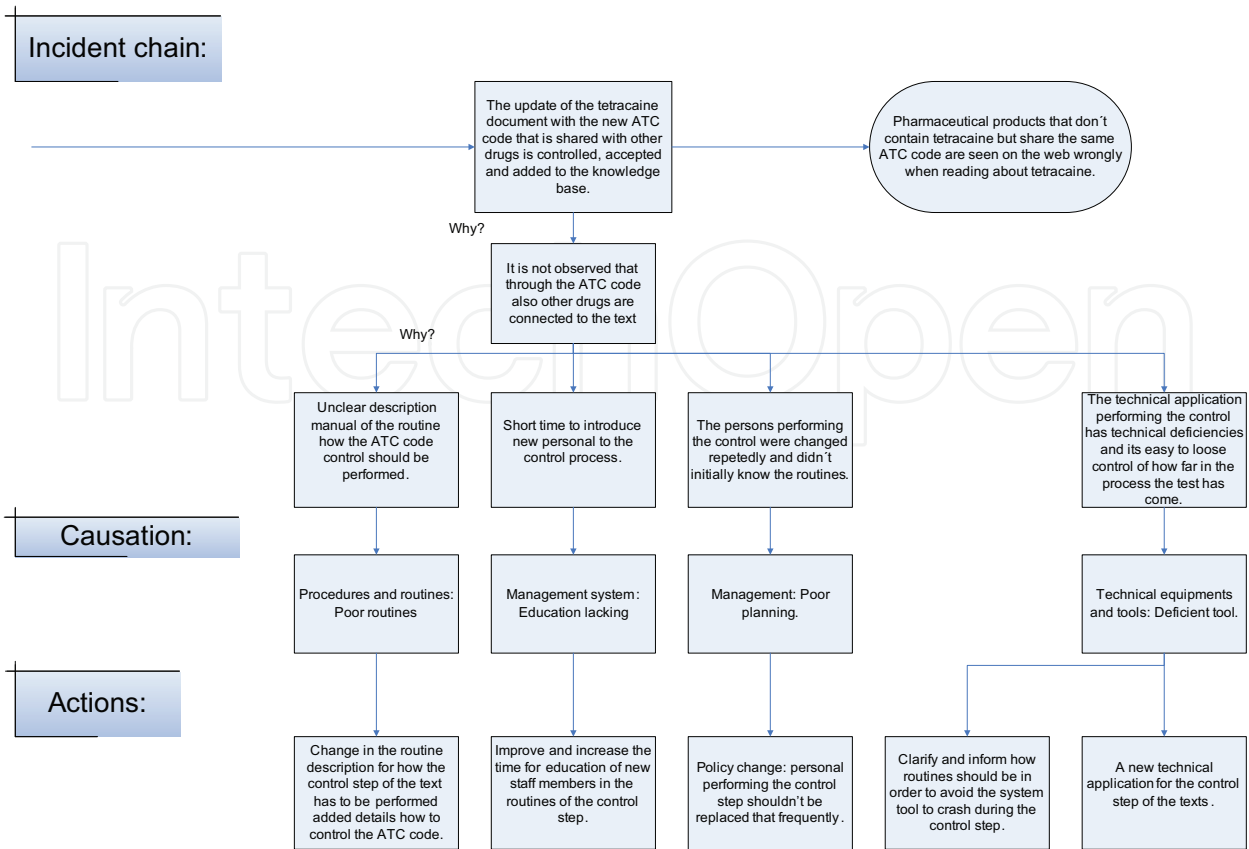 Incident chain:
The update of the tetracaine
document with the new ATC
code that is shared with other
drugs is controlled, accepted
and added to the knowledge
base.
Pharmaceutical products that don´t
contain tetracaine but share the same
ATC code are seen on the web wrongly
when reading about tetracaine.
Why?
It is not observed that
through the ATC code
also other drugs are
connected to the text
Why?
IntechOpen
Unclear description
manual of the routine
how the ATC code
control should be
performed.
Short time to introduce
new personal to the
control process.
The persons performing
the control were changed
repetedly and didn´t
initially know the routines.
The technical application
performing the control
has technical deficiencies
and its easy to loose
control of how far in the
process the test has
come.
Causation:
Procedures and routines:
Poor routines
Management system:
Education lacking
Management: Poor
planning.
Technical equipments
and tools: Deficient tool.
Actions:
Change in the routine
description for how the
control step of the text
has to be performed
added details how to
control the ATC code.
Improve and increase the
time for education of new
staff members in the
routines of the control
step.
Policy change: personal
performing the control
step shouldn't be
replaced that frequently.
Clarify and inform how
routines should be in
order to avoid the system
tool to crash during the
control step.
A new technical
application for the control
step of the texts.